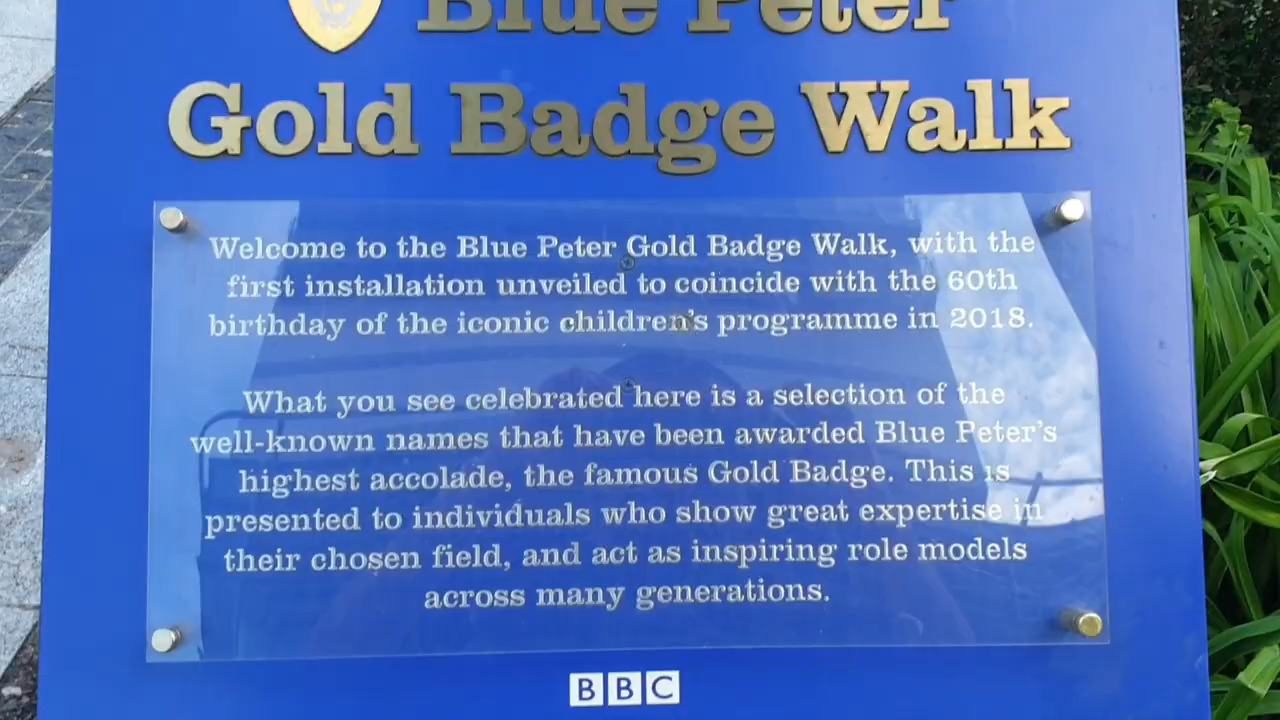 Blue Peter
Gold Badge Walk
Welcome to the Blue Peter Gold Badge Walk, with the
first installation unveiled to coincide with the 60th
birthday of the iconic children's programme in 2018.
What you see celebrated here is a selection of the
well-known names that have been awarded Blue Peter's
highest accolade, the famous Gold Badge. This is
presented to individuals who show great expertise in
their chosen field, and act as inspiring role models
across many generations.
BBC